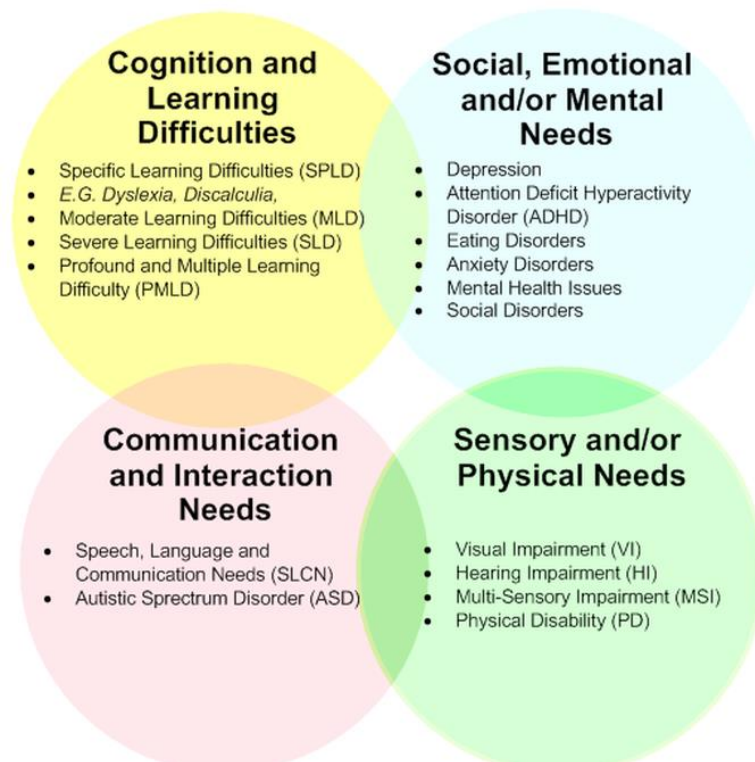 Cognition and
Learning
Difficulties
• Specific Learning Difficulties (SPLD)
• E.G. Dyslexia, Discalculia,
• Moderate Learning Difficulties (MLD)
• Severe Learning Difficulties (SLD)
• Profound and Multiple Learning
Difficulty (PMLD)
Social, Emotional
and/or Mental
Needs
• Depression
• Attention Deficit Hyperactivity
Disorder (ADHD)
• Eating Disorders
• Anxiety Disorders
• Mental Health Issues
• Social Disorders
Communication
and Interaction
Needs
• Speech, Language and
Communication Needs (SLCN)
• Autistic Sprectrum Disorder (ASD)
Sensory and/or
Physical Needs
• Visual Impairment (VI)
• Hearing Impairment (HI)
• Multi-Sensory Impairment (MSI)
• Physical Disability (PD)